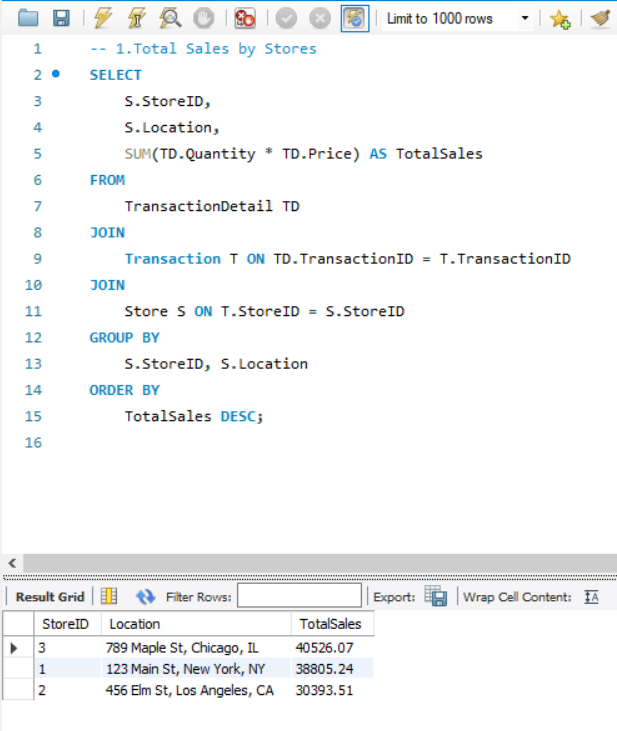 Limit to 1000 rows
1 -- 1.Total Sales by Stores
2 SELECT
3 S.StoreID,
4 S.Location,
5 SUM(TD.Quantity * TD.Price) AS TotalSales
6 FROM
7 TransactionDetail TD
8 JOIN
9 Transaction T ON TD.TransactionID = T.TransactionID
10 JOIN
11 Store S ON T.StoreID = S.StoreID
12 GROUP BY
13 S.StoreID, S.Location
14 ORDER BY
15 TotalSales DESC;
16
Result Grid Filter Rows: Export: Wrap Cell Content:
StoreID Location TotalSales
3 789 Maple St, Chicago, IL 40526.07
1 123 Main St, New York, NY 38805.24
2 456 Elm St, Los Angeles, CA 30393.51